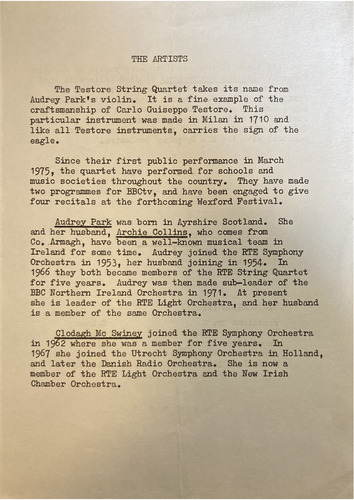 THE ARTISTS
The Testore String Quartet takes its name from
Audrey Park's violin. It is a fine example of the
craftsmanship of Carlo Guiseppe Testore. This
particular instrument was made in Milan in 1710 and
like all Testore instruments, carries the sign of the
eagle.
Since their first public performance in March
1975, the quartet have performed for schools and
music societies throughout the country. They have made
two programmes for BBCtv, and have been engaged to give
four recitals at the forthcoming Wexford Festival.
Audrey Park was born in Ayrshire Scotland. She
and her husband, Archie Collins, who comes from
Co. Armagh, have been a well-known musical team in
Ireland for some time. Audrey joined the RTE Symphony
Orchestra in 1953, her husband joining in 1954. In
1966 they both became members of the RTE String Quartet
for five years. Audrey was then made sub-leader of the
BBC Northern Ireland Orchestra in 1971. At present
she is leader of the RTE Light Orchestra, and her husband
is a member of the same Orchestra.
Clodagh Mc Swiney joined the RTE Symphony Orchestra
in 1962 where she was a member for five years. In
1967 she joined the Utrecht Symphony Orchestra in Holland,
and later the Danish Radio Orchestra. She is now a
member of the RTE Light Orchestra and the New Irish
Chamber Orchestra.